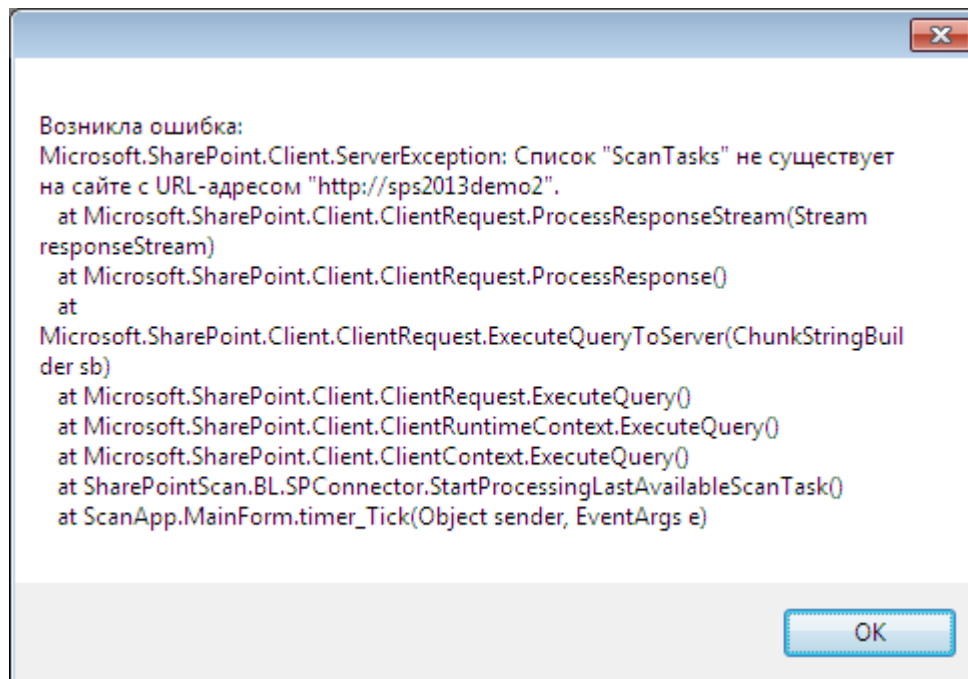 Возникла ошибка:
Microsoft.SharePoint.Client.ServerException: Список "ScanTasks" не существует
на сайте с URL-адресом "http://sps2013demo2".
at Microsoft.SharePoint.Client.ClientRequest.ProcessResponseStream(Stream
responseStream)
at Microsoft.SharePoint.Client.ClientRequest.ProcessResponse()
at
Microsoft.SharePoint.Client.ClientRequest.ExecuteQueryToServer(ChunkStringBuil
der sb)
at Microsoft.SharePoint.Client.ClientRequest.ExecuteQuery()
at Microsoft.SharePoint.Client.ClientRuntimeContext.ExecuteQuery()
at Microsoft.SharePoint.Client.ClientContext.ExecuteQuery()
at SharePointScan.BL.SPConnector.StartProcessingLastAvailableScanTask()
at ScanApp.MainForm.timer_Tick(Object sender, EventArgs e)
OK